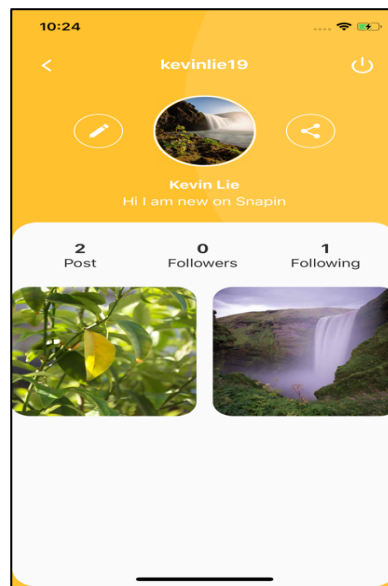 10:24
kevinlie19
Kevin Lie
Hi I am new on Snapin
2 0 1
Post Followers Following